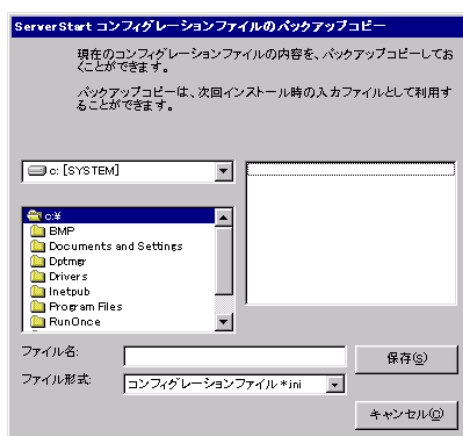 ServerStart コンフィグレーションファイルのバックアップコピー
現在のコンフィグレーションファイルの内容を、バックアップコピーしてお
くことができます。
バックアップコピーは、次回インストール時の入力ファイルとして利用す
ることができます。
c: [SYSTEM]
c:¥
BMP
Documents and Settings
Dptmgr
Drivers
Inetpub
Program Files
RunOnce
ファイル名:
保存(S)
ファイル形式:
コンフィグレーションファイル *.ini
キャンセル(Q)